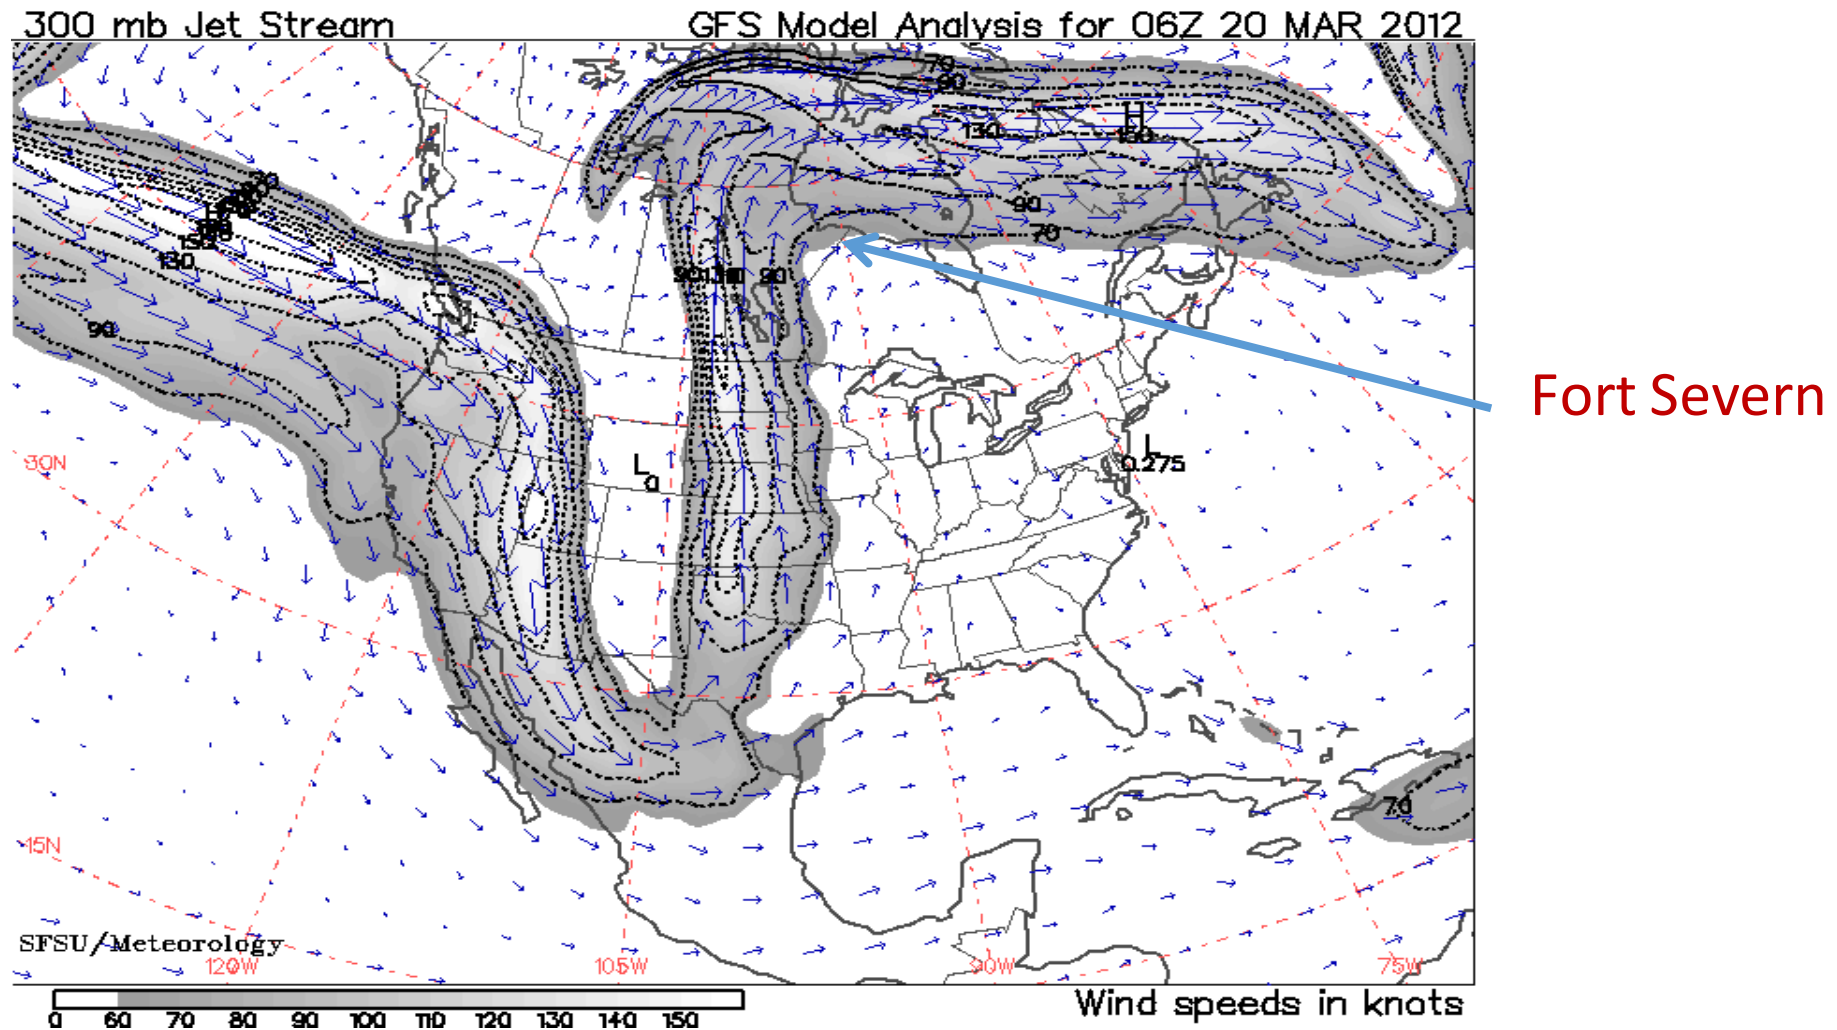 300 mb Jet Stream
GFS Model Analysis for 06Z 20 MAR 2012
70
90
130
H
150
90
70
150
130
90
90
90
Fort Severn
30N
L
0
L
0.275
70
15N
SFSU/Meteorology
120W
105W
90W
75W
0 60 70 80 90 100 110 120 130 140 150
Wind speeds in knots